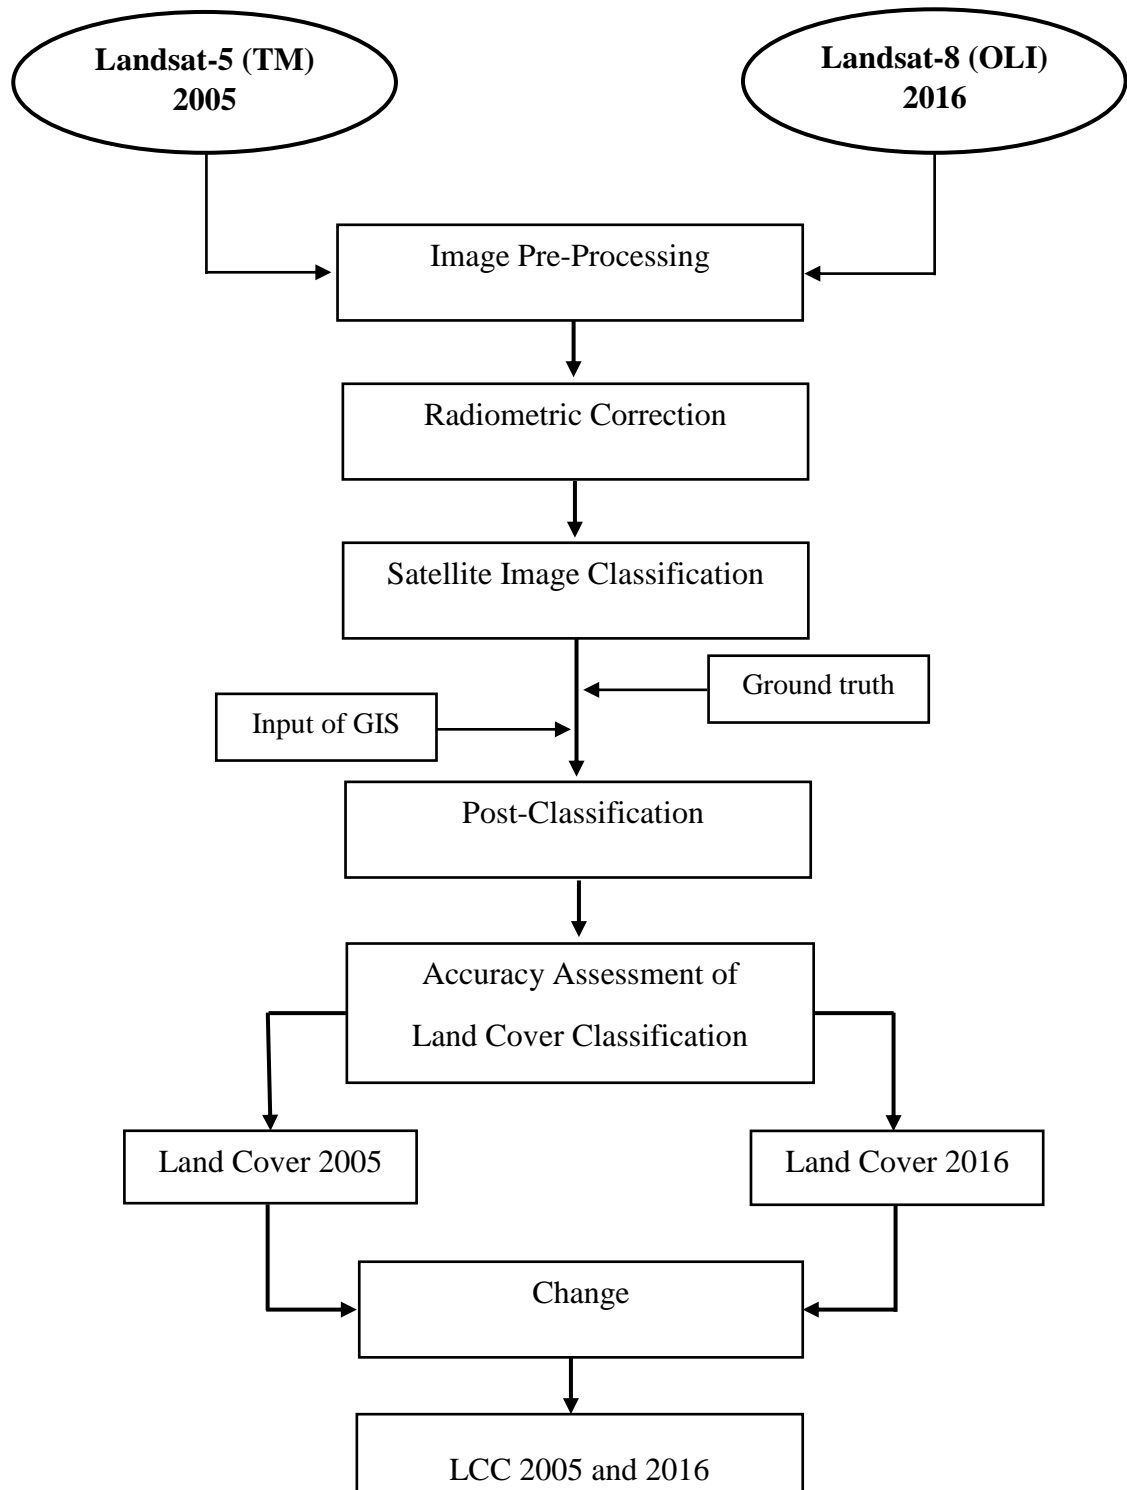 Landsat-5 (TM)
2005
Landsat-8 (OLI)
2016
Image Pre-Processing
Radiometric Correction
Satellite Image Classification
Ground truth
Input of GIS
Post-Classification
Accuracy Assessment of
Land Cover Classification
Land Cover 2005
Land Cover 2016
Change
LCC 2005 and 2016